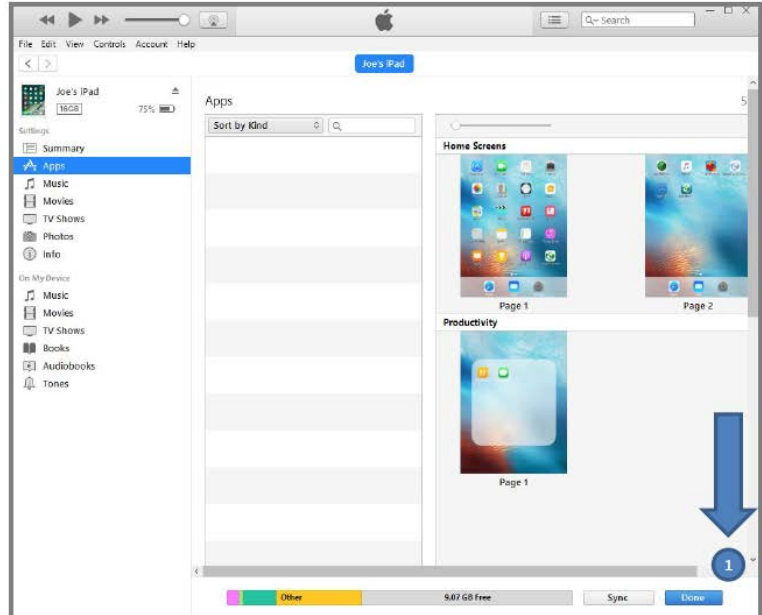 Search
File Edit View Controls Account Help
Joe's iPad
Joe's iPad
16GB 75%
Settings
Summary
Apps
Music
Movies
TV Shows
Photos
Info
On My Device
Music
Movies
TV Shows
Books
Audiobooks
Tones
Apps
5
Sort by Kind
Home Screens
Page 1 Page 2
Productivity
Page 1
1
Other 9.07 GB Free Sync Done